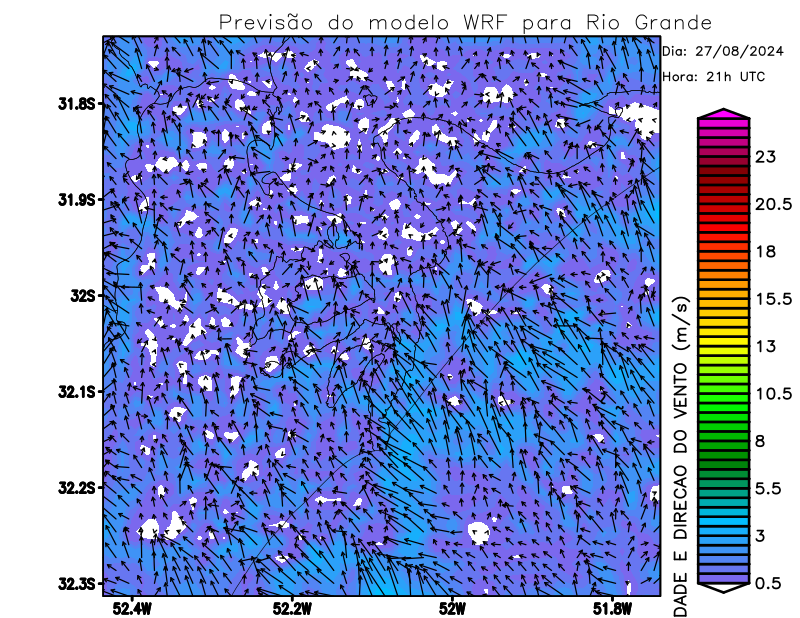 Previsão do modelo WRF para Rio Grande
Dia: 27/08/2024
Hora: 21h UTC
31.8S
31.9S
32S
32.1S
32.2S
32.3S
52.4W
52.2W
52W
51.8W
23
20.5
18
15.5
13
10.5
8
5.5
3
0.5
DADE E DIRECAO DO VENTO (m/s)